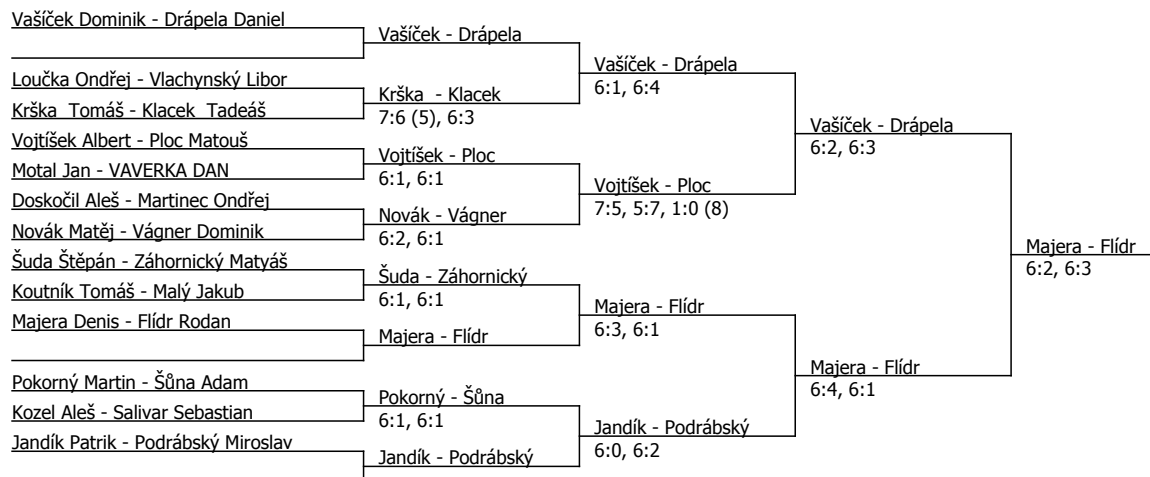 Vašíček Dominik - Drápela Daniel
Vašíček - Drápela
Vašíček - Drápela
6:1, 6:4
Loučka Ondřej - Vlachynský Libor
Krška  - Klacek
7:6 (5), 6:3
Krška  Tomáš - Klacek  Tadeáš
Vašíček - Drápela
6:2, 6:3
Vojtíšek Albert - Ploc Matouš
Vojtíšek - Ploc
6:1, 6:1
Motal Jan - VAVERKA DAN
Vojtíšek - Ploc
7:5, 5:7, 1:0 (8)
Doskočil Aleš - Martinec Ondřej
Novák - Vágner
6:2, 6:1
Novák Matěj - Vágner Dominik
Majera - Flídr
6:2, 6:3
Šuda Štěpán - Záhornický Matyáš
Šuda - Záhornický
6:1, 6:1
Koutník Tomáš - Malý Jakub
Majera - Flídr
6:3, 6:1
Majera Denis - Flídr Rodan
Majera - Flídr
Majera - Flídr
6:4, 6:1
Pokorný Martin - Šůna Adam
Pokorný - Šůna
6:1, 6:1
Kozel Aleš - Salivar Sebastian
Jandík - Podrábský
6:0, 6:2
Jandík Patrik - Podrábský Miroslav
Jandík - Podrábský